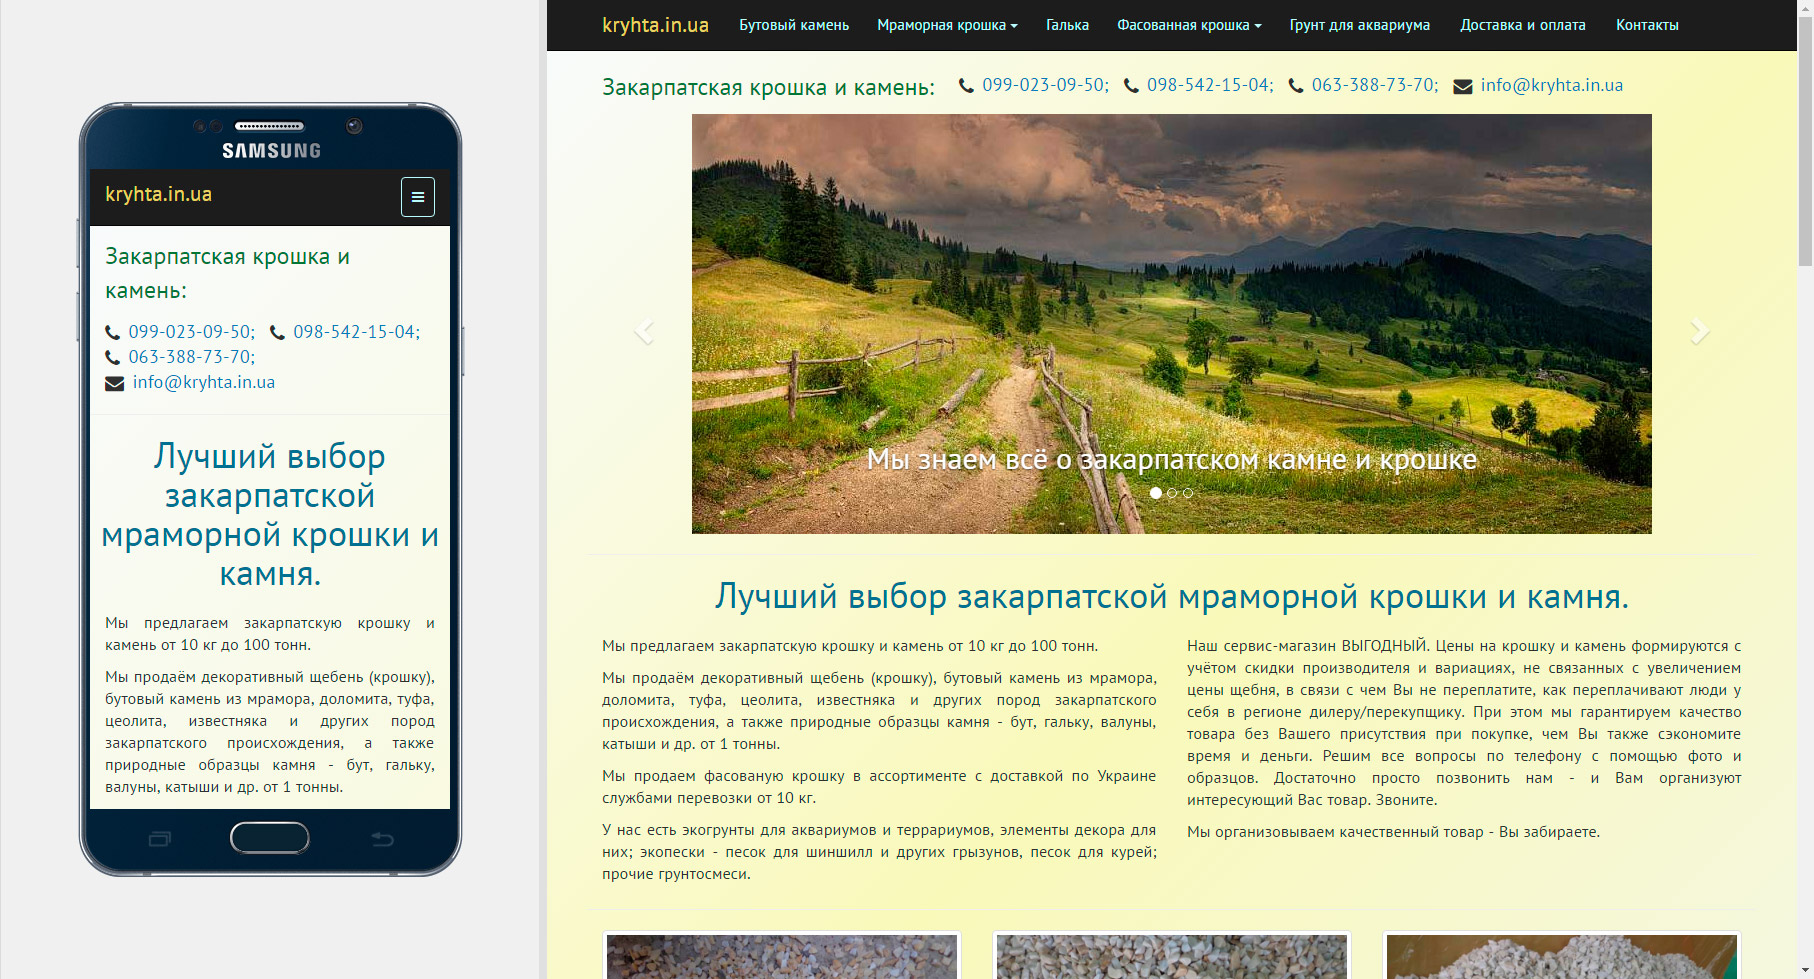 SAMSUNG
kryhta.in.ua
Закарпатская крошка и
камень:
099-023-09-50; 098-542-15-04;
063-388-73-70;
info@kryhta.in.ua
Лучший выбор
закарпатской
мраморной крошки и
камня.
Мы предлагаем закарпатскую крошку и
камень от 10 кг до 100 тонн.
Мы продаём декоративный щебень (крошку),
бутовый камень из мрамора, доломита, туфа,
цеолита, известняка и других пород
закарпатского происхождения, а также
природные образцы камня - бут, гальку,
валуны, катыши и др. от 1 тонны.
kryhta.in.ua Бутовый камень Мраморная крошка Галька Фасованная крошка Грунт для аквариума Доставка и оплата Контакты
Закарпатская крошка и камень: 099-023-09-50; 098-542-15-04; 063-388-73-70; info@kryhta.in.ua
Мы знаем всё о закарпатском камне и крошке
Лучший выбор закарпатской мраморной крошки и камня.
Мы предлагаем закарпатскую крошку и камень от 10 кг до 100 тонн.
Мы продаём декоративный щебень (крошку), бутовый камень из мрамора,
доломита, туфа, цеолита, известняка и других пород закарпатского
происхождения, а также природные образцы камня - бут, гальку, валуны,
катыши и др. от 1 тонны.
Мы продаем фасованую крошку в ассортименте с доставкой по Украине
службами перевозки от 10 кг.
У нас есть экогрунты для аквариумов и террариумов, элементы декора для
них; экопески - песок для шиншилл и других грызунов, песок для курей;
прочие грунтосмеси.
Наш сервис-магазин ВЫГОДНЫЙ. Цены на крошку и камень формируются с
учётом скидки производителя и вариациях, не связанных с увеличением
цены щебня, в связи с чем Вы не переплатите, как переплачивают люди у
себя в регионе дилеру/перекупщику. При этом мы гарантируем качество
товара без Вашего присутствия при покупке, чем Вы также сэкономите
время и деньги. Решим все вопросы по телефону с помощью фото и
образцов. Достаточно просто позвонить нам - и Вам организуют
интересующий Вас товар. Звоните.
Мы организовываем качественный товар - Вы забираете.